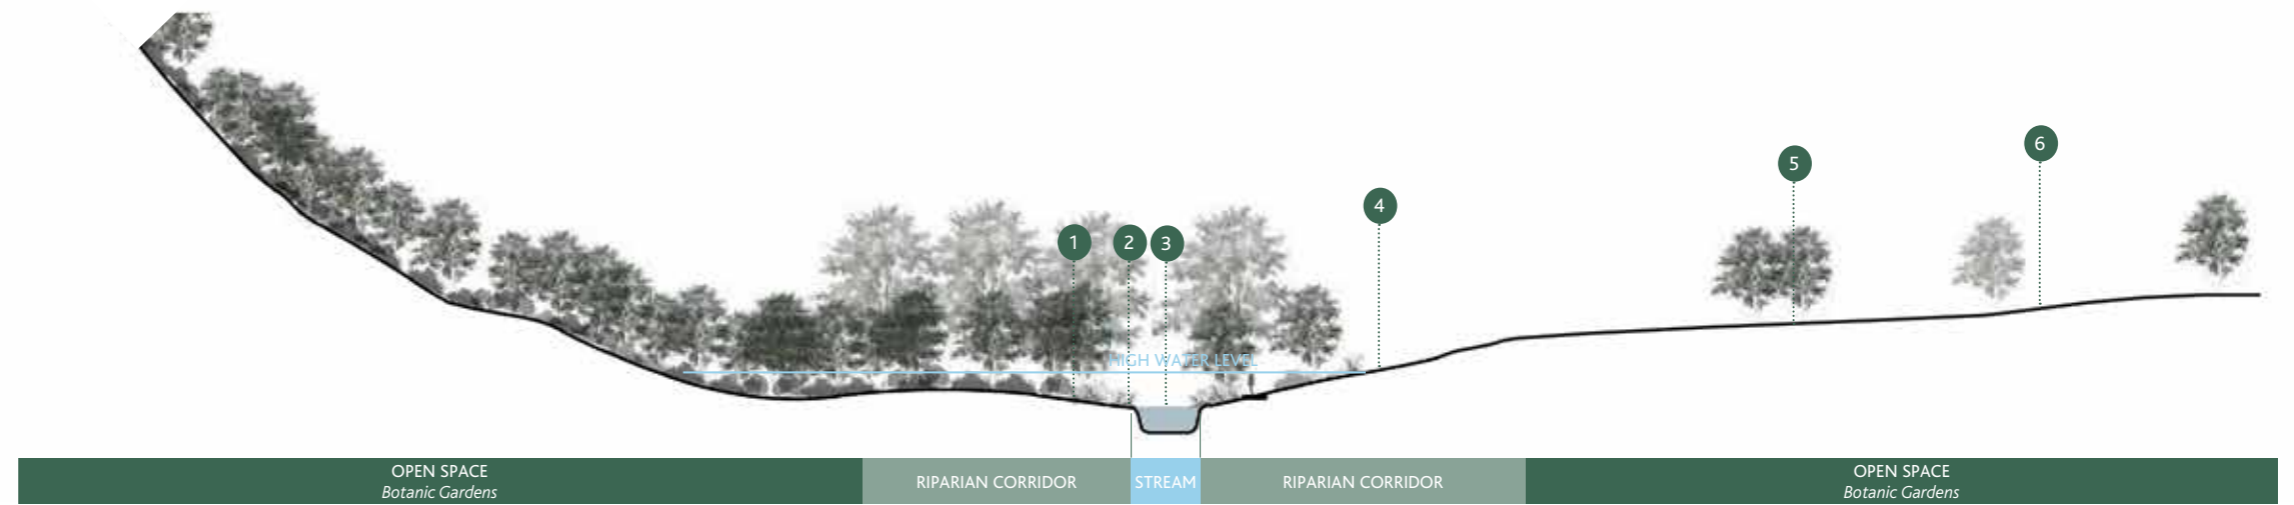 6
5
4
1 2 3
HIGH WATER LEVEL
OPEN SPACE
Botanic Gardens
RIPARIAN CORRIDOR
STREAM
RIPARIAN CORRIDOR
OPEN SPACE
Botanic Gardens